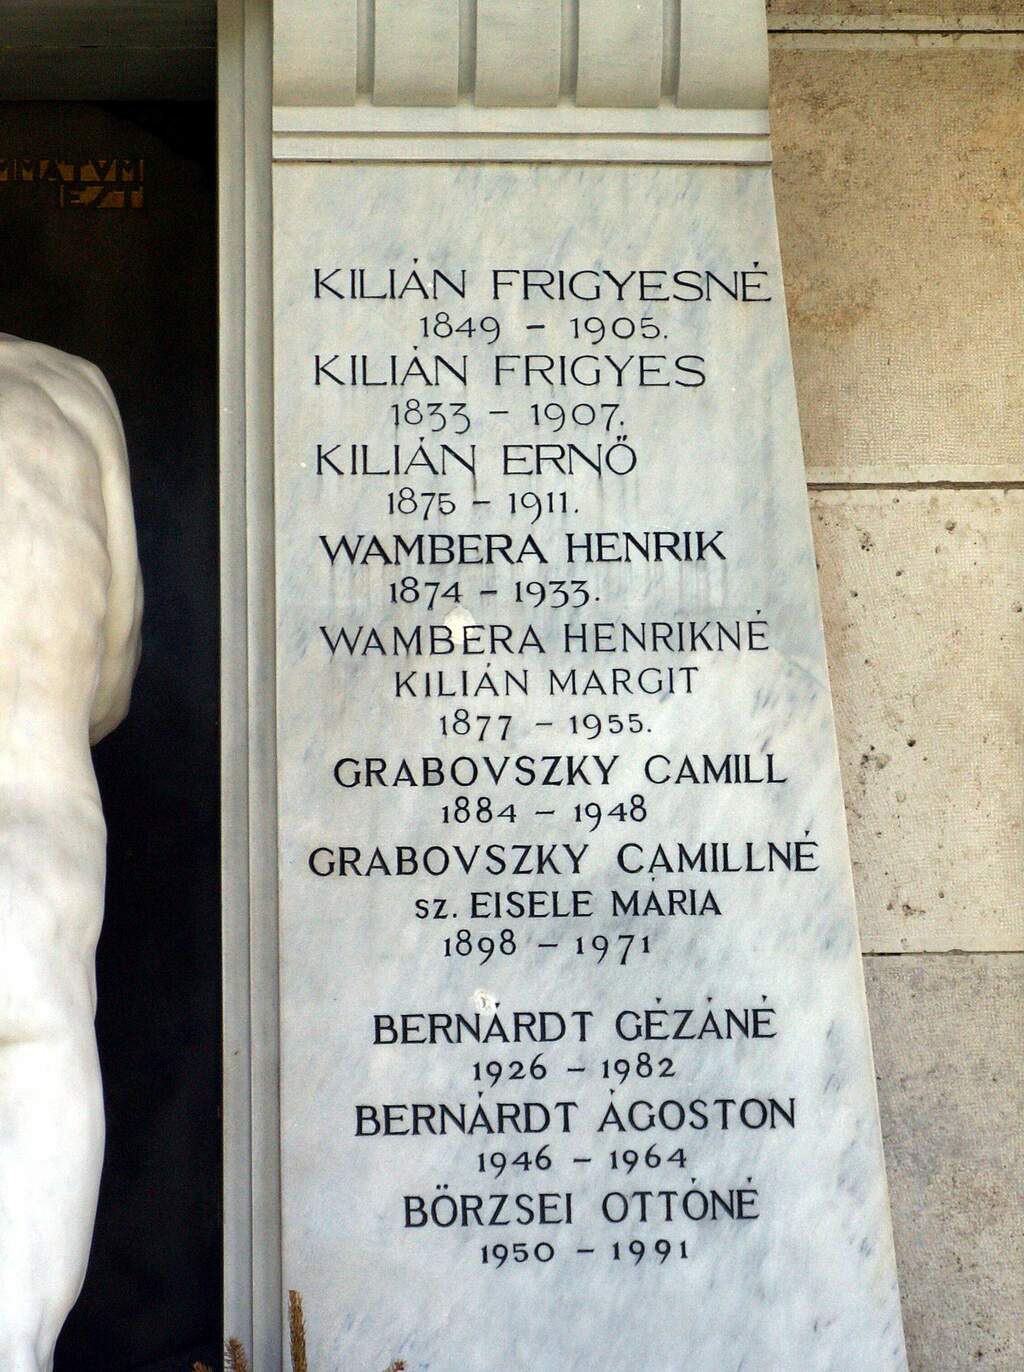 EZT
KILIÁN FRIGYESNÉ
1849 - 1905.
KILIÁN FRIGYES
1833 - 1907.
KILIÁN ERNŐ
1875 - 1911.
WAMBERA HENRIK
1874 - 1933.
WAMBERA HENRIKNÉ
KILIÁN MARGIT
1877 - 1955.
GRABOVSZKY CAMILL
1884 - 1948
GRABOVSZKY CAMILLNÉ
SZ. EISELE MÁRIA
1898 - 1971
BERNÁRDT GÉZÁNÉ
1926 - 1982
BERNÁRDT ÁGOSTON
1946 - 1964
BÖRZSEI OTTÓNÉ
1950 - 1991